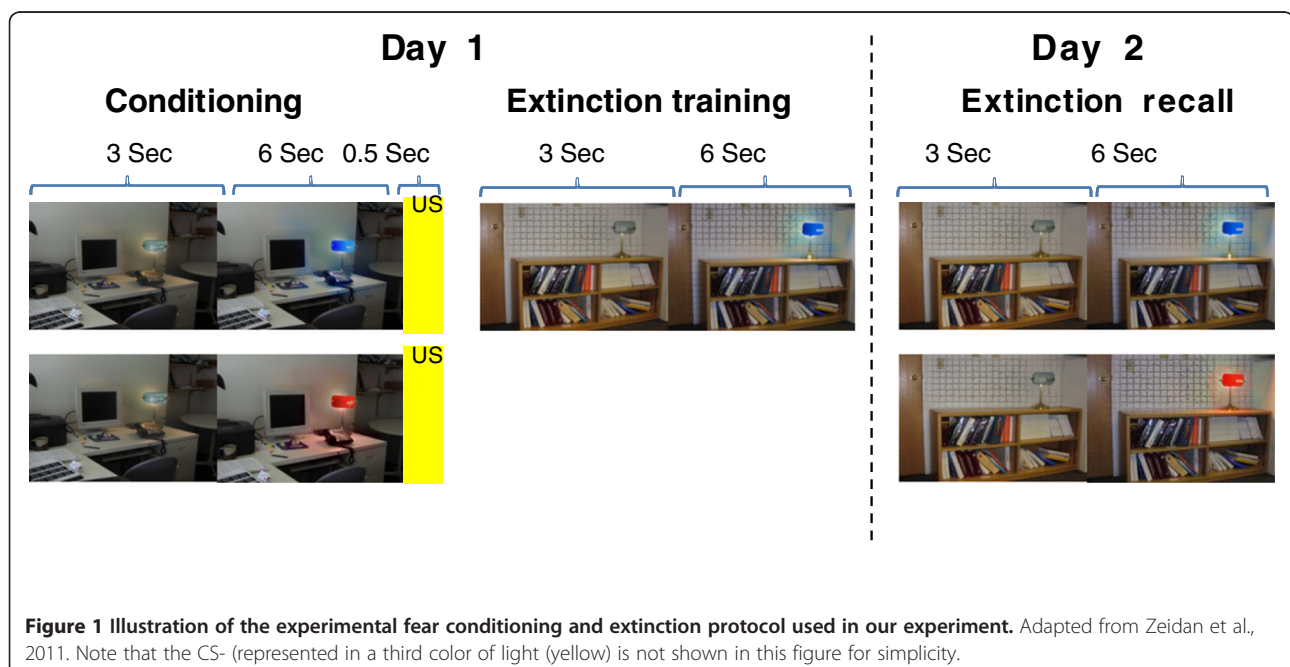 Day 1
Day 2
Conditioning
Extinction training
Extinction recall
3 Sec
6 Sec
0.5 Sec
3 Sec
6 Sec
3 Sec
6 Sec
US
US
Figure 1 Illustration of the experimental fear conditioning and extinction protocol used in our experiment. Adapted from Zeidan et al.,
2011. Note that the CS- (represented in a third color of light (yellow) is not shown in this figure for simplicity.